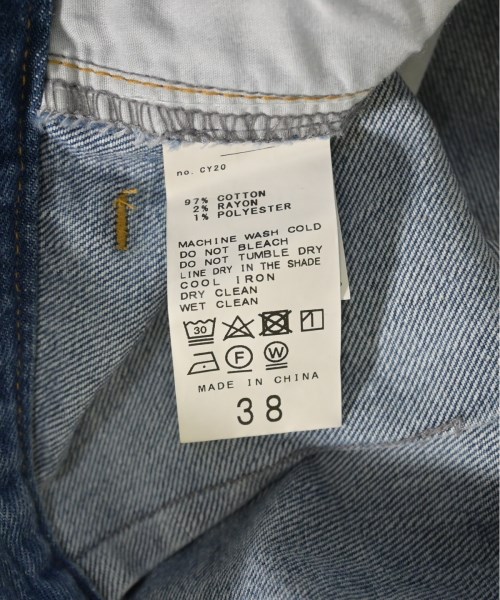 no. CY20
97% COTTON
2% RAYON
1% POLYESTER
MACHINE WASH COLD
DO NOT BLEACH
DO NOT TUMBLE DRY
LINE DRY IN THE SHADE
COOL IRON
DRY CLEAN
WET CLEAN
30
F W
MADE IN CHINA
38